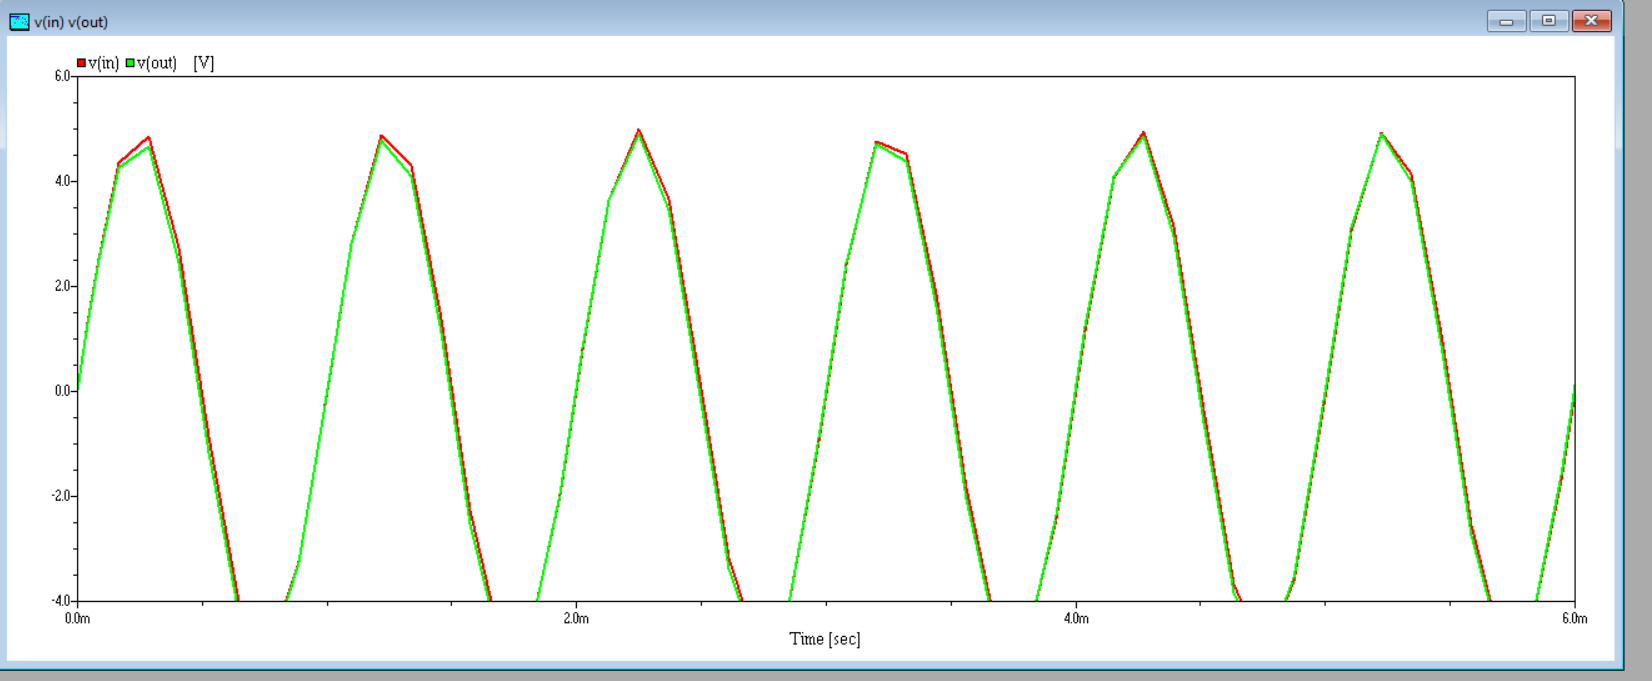 v(in) v(out)
v(in) v(out) [V]
6.0
4.0
2.0
0.0
-2.0
-4.0
0.0m 2.0m 4.0m 6.0m
Time [sec]